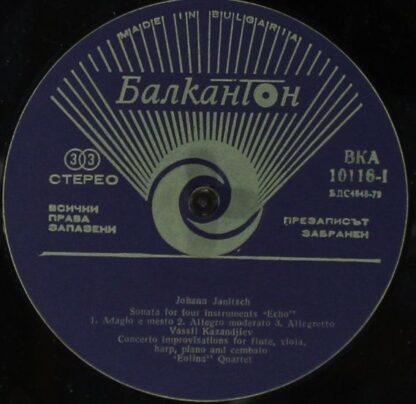 MADE IN BULGARIA
Балкантон
33
СТЕРЕО
ВКА
10116-I
БДС4848-79
ВСИЧКИ
ПРАВА
ЗАПАЗЕНИ
ПРЕЗАПИСЪТ
ЗАБРАНЕН
Johann Janitsch
Sonata for four instruments "Echo"
1. Adagio e mesto 2. Allegro moderato 3. Allegretto
Vassil Kazandjiev
Concerto improvisations for flute, viola,
harp, piano and cembalo
"Eolina" Quartet